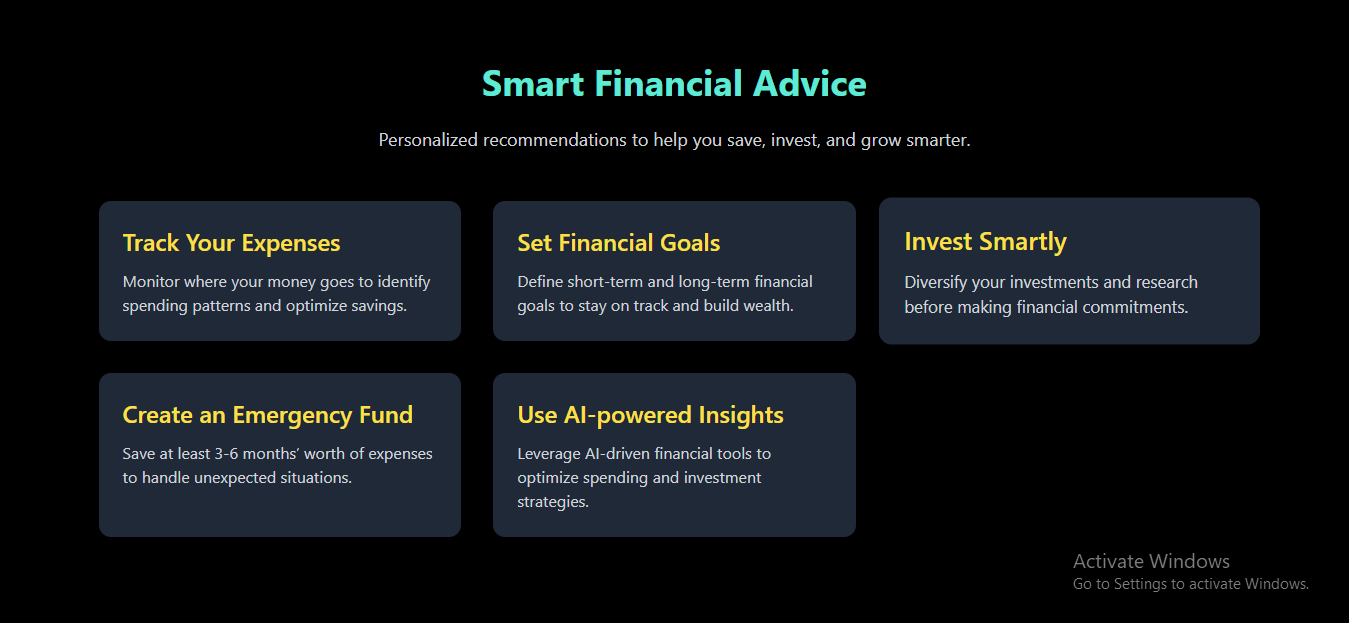 Smart Financial Advice
Personalized recommendations to help you save, invest, and grow smarter.
Track Your Expenses
Monitor where your money goes to identify
spending patterns and optimize savings.
Set Financial Goals
Define short-term and long-term financial
goals to stay on track and build wealth.
Invest Smartly
Diversify your investments and research
before making financial commitments.
Create an Emergency Fund
Save at least 3-6 months’ worth of expenses
to handle unexpected situations.
Use AI-powered Insights
Leverage AI-driven financial tools to
optimize spending and investment
strategies.
Activate Windows
Go to Settings to activate Windows.